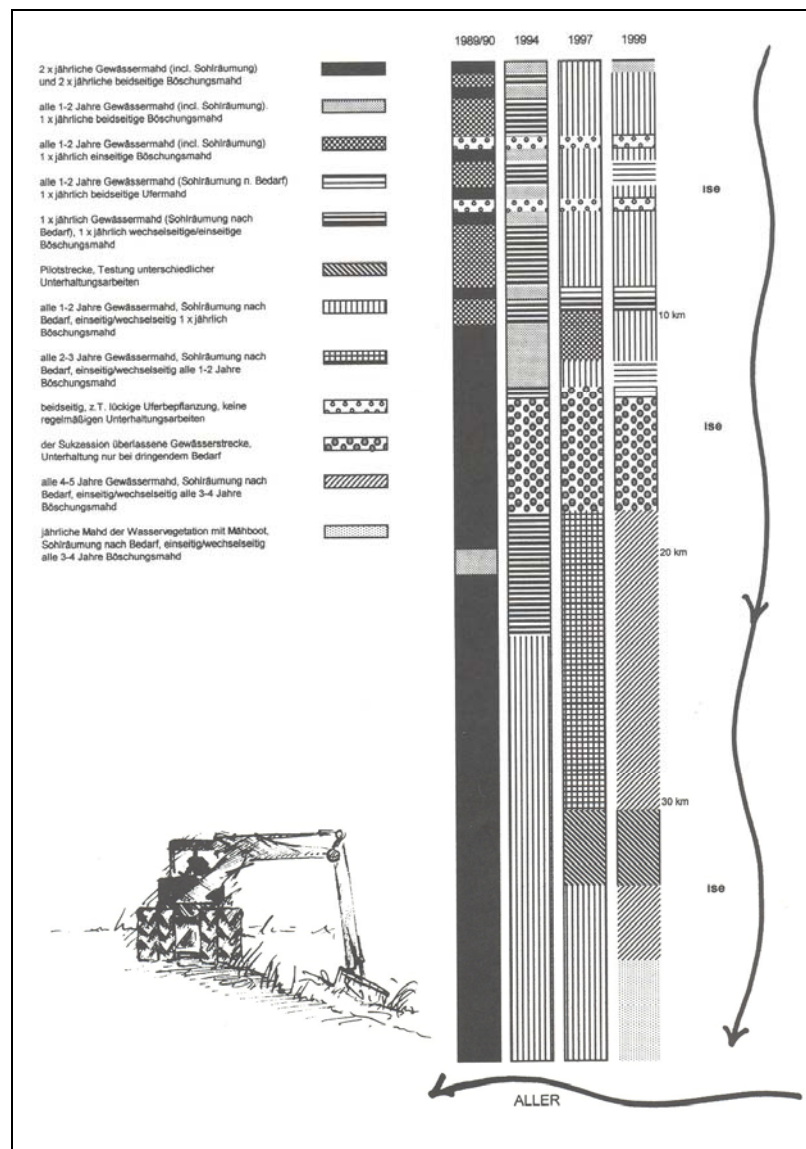 1989/90 1994 1997 1999
2 x jährliche Gewässermahd (incl. Sohlräumung)
und 2 x jährliche beidseitige Böschungsmahd
alle 1-2 Jahre Gewässermahd (incl. Sohlräumung).
1 x jährliche beidseitige Böschungsmahd
alle 1-2 Jahre Gewässermahd (incl. Sohlräumung)
1 x jährlich einseitige Böschungsmahd
alle 1-2 Jahre Gewässermahd (Sohlräumung n. Bedarf)
1 x jährlich beidseitige Ufermahd
1 x jährlich Gewässermahd (Sohlräumung nach
Bedarf), 1 x jährlich wechselseitige/einseitige
Böschungsmahd
Pilotstrecke, Testung unterschiedlicher
Unterhaltungsarbeiten
alle 1-2 Jahre Gewässermahd, Sohlräumung nach
Bedarf, einseitig/wechselseitig 1 x jährlich
Böschungsmahd
alle 2-3 Jahre Gewässermahd, Sohlräumung nach
Bedarf, einseitig/wechselseitig alle 1-2 Jahre
Böschungsmahd
beidseitig, z.T. lückige Uferbepflanzung, keine
regelmäßigen Unterhaltungsarbeiten
der Sukzession überlassene Gewässerstrecke,
Unterhaltung nur bei dringendem Bedarf
alle 4-5 Jahre Gewässermahd, Sohlräumung nach
Bedarf, einseitig/wechselseitig alle 3-4 Jahre
Böschungsmahd
jährliche Mahd der Wasservegetation mit Mähboot,
Sohlräumung nach Bedarf, einseitig/wechselseitig
alle 3-4 Jahre Böschungsmahd
ise
10 km
ise
20 km
30 km
ise
ALLER